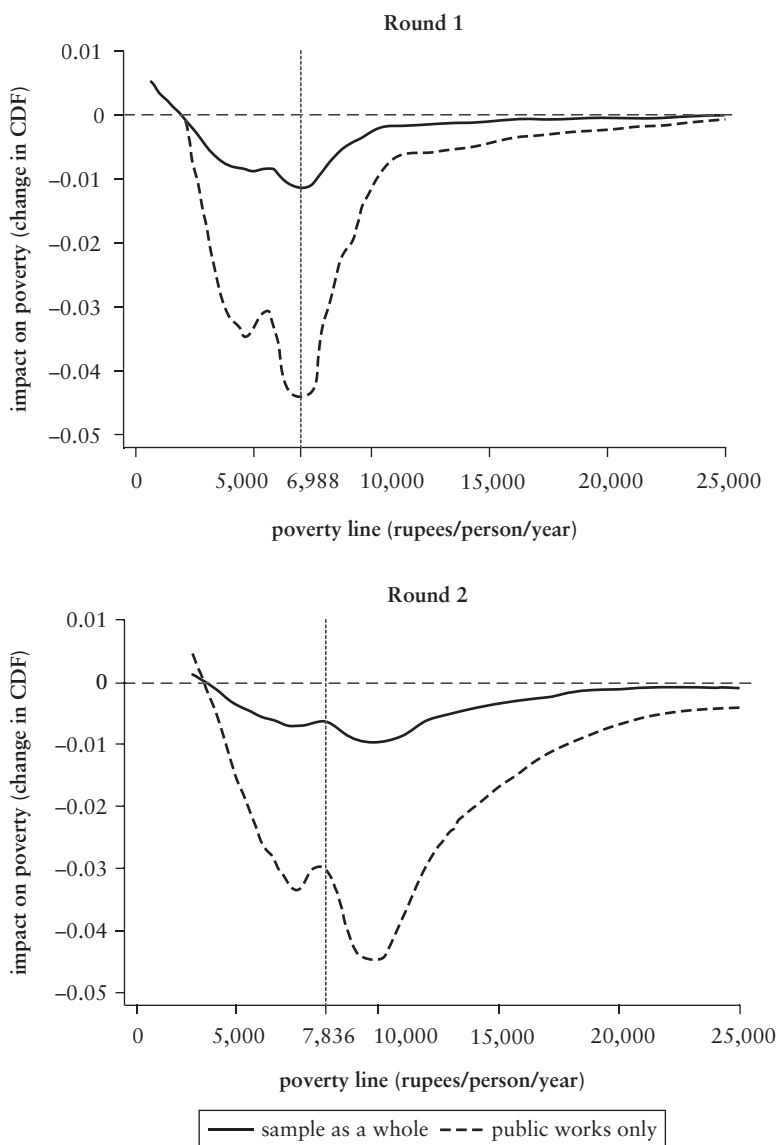 Round 1
impact on poverty (change in CDF)
0.01
0
−0.01
−0.02
−0.03
−0.04
−0.05
0 5,000 6,988 10,000 15,000 20,000 25,000
poverty line (rupees/person/year)
Round 2
impact on poverty (change in CDF)
0.01
0
−0.01
−0.02
−0.03
−0.04
−0.05
0 5,000 7,836 10,000 15,000 20,000 25,000
poverty line (rupees/person/year)
sample as a whole public works only